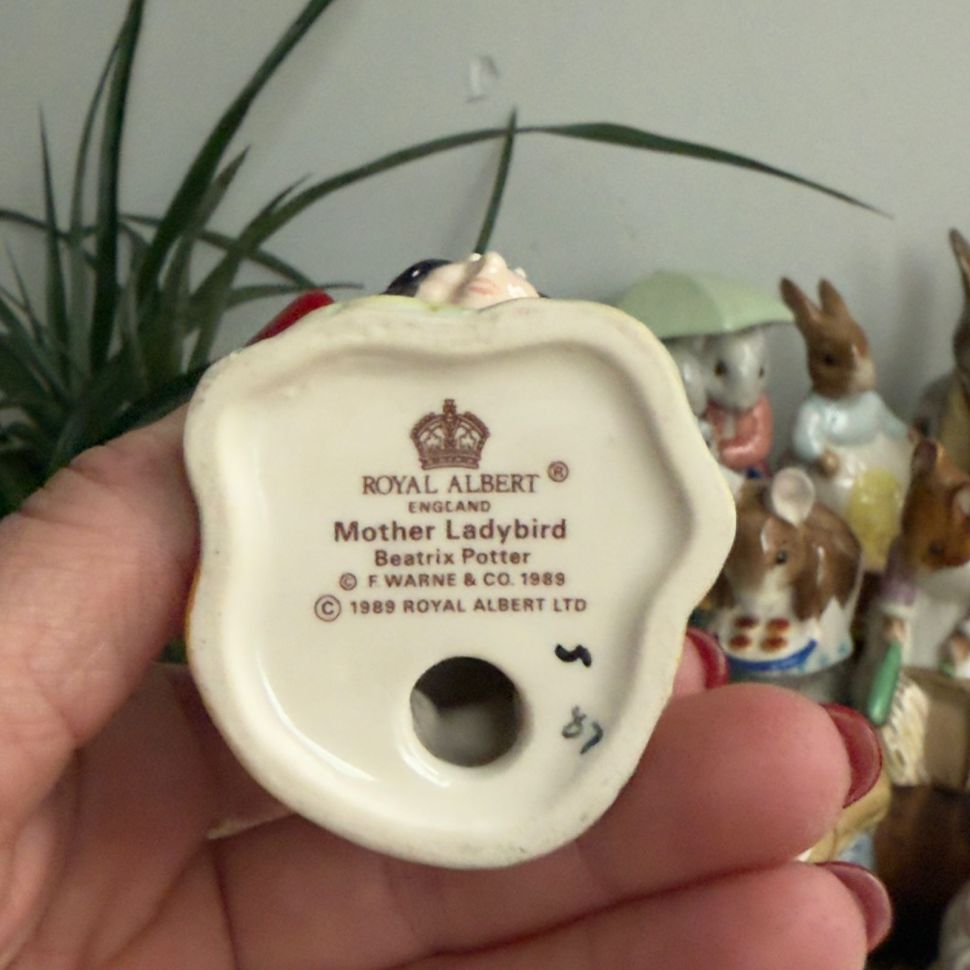 ROYAL ALBERT ®
ENGLAND
Mother Ladybird
Beatrix Potter
© F. WARNE & CO. 1989
© 1989 ROYAL ALBERT LTD